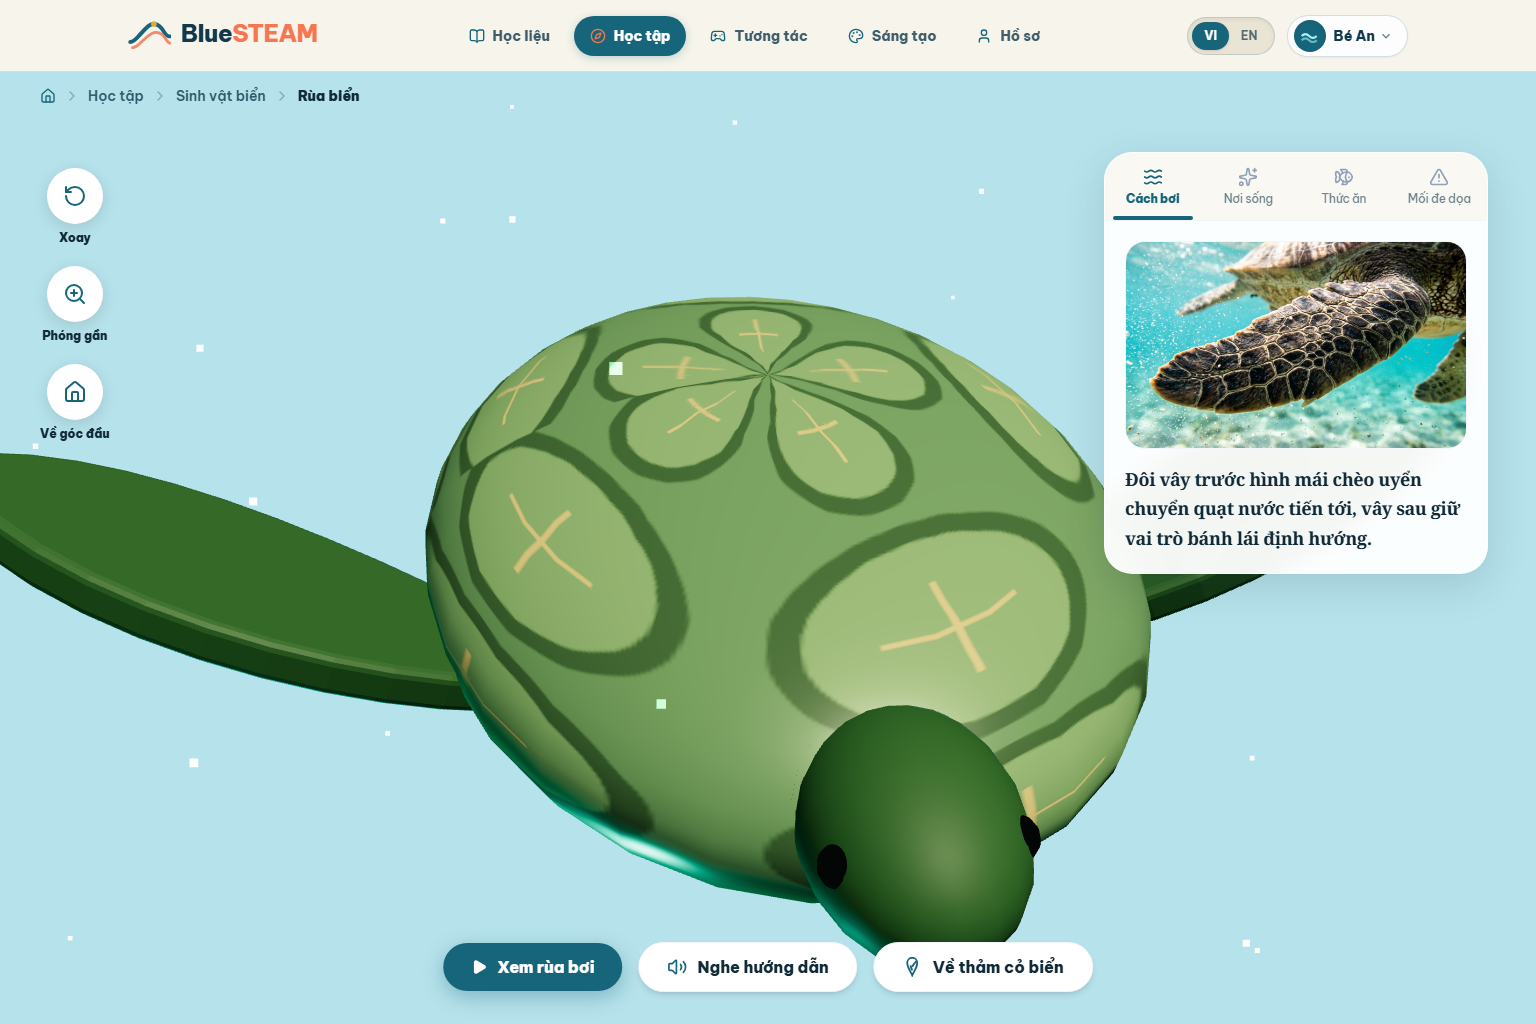 BlueSTEAM
Học liệu
Học tập
Tương tác
Sáng tạo
Hồ sơ
VI
EN
Bé An
Học tập
Sinh vật biển
Rùa biển
Xoay
Phóng gần
Về góc đầu
Cách bơi
Nơi sống
Thức ăn
Mối đe dọa
Đôi vây trước hình mái chèo uyển
chuyển quạt nước tiến tới, vây sau giữ
vai trò bánh lái định hướng.
Xem rùa bơi
Nghe hướng dẫn
Về thảm cỏ biển